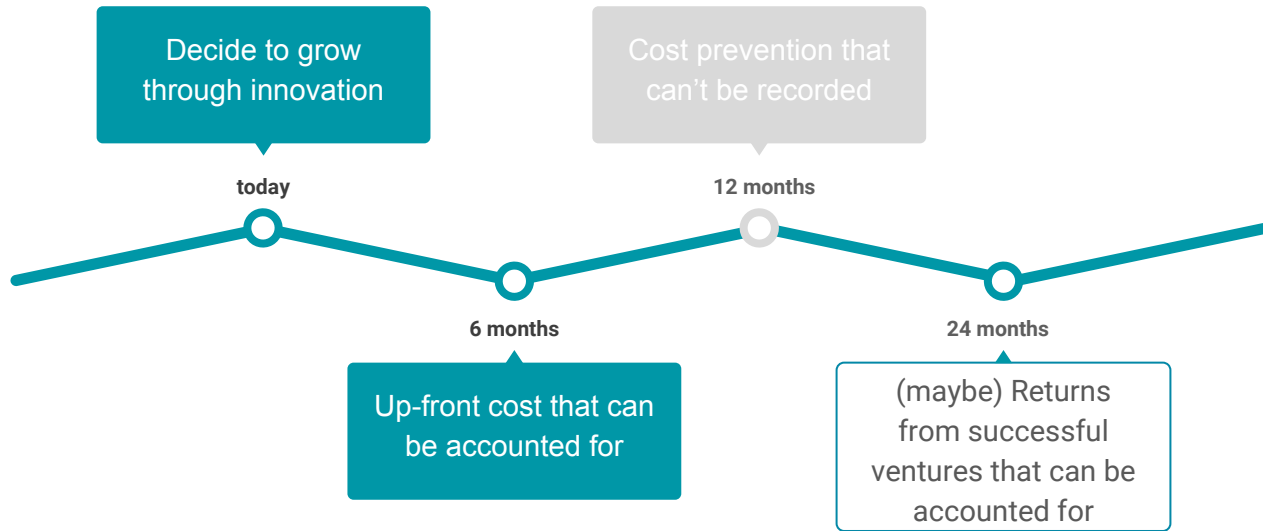 Decide to grow
through innovation
today
Up-front cost that can
be accounted for
6 months
Cost prevention that
can’t be recorded
12 months
24 months
(maybe) Returns
from successful
ventures that can be
accounted for